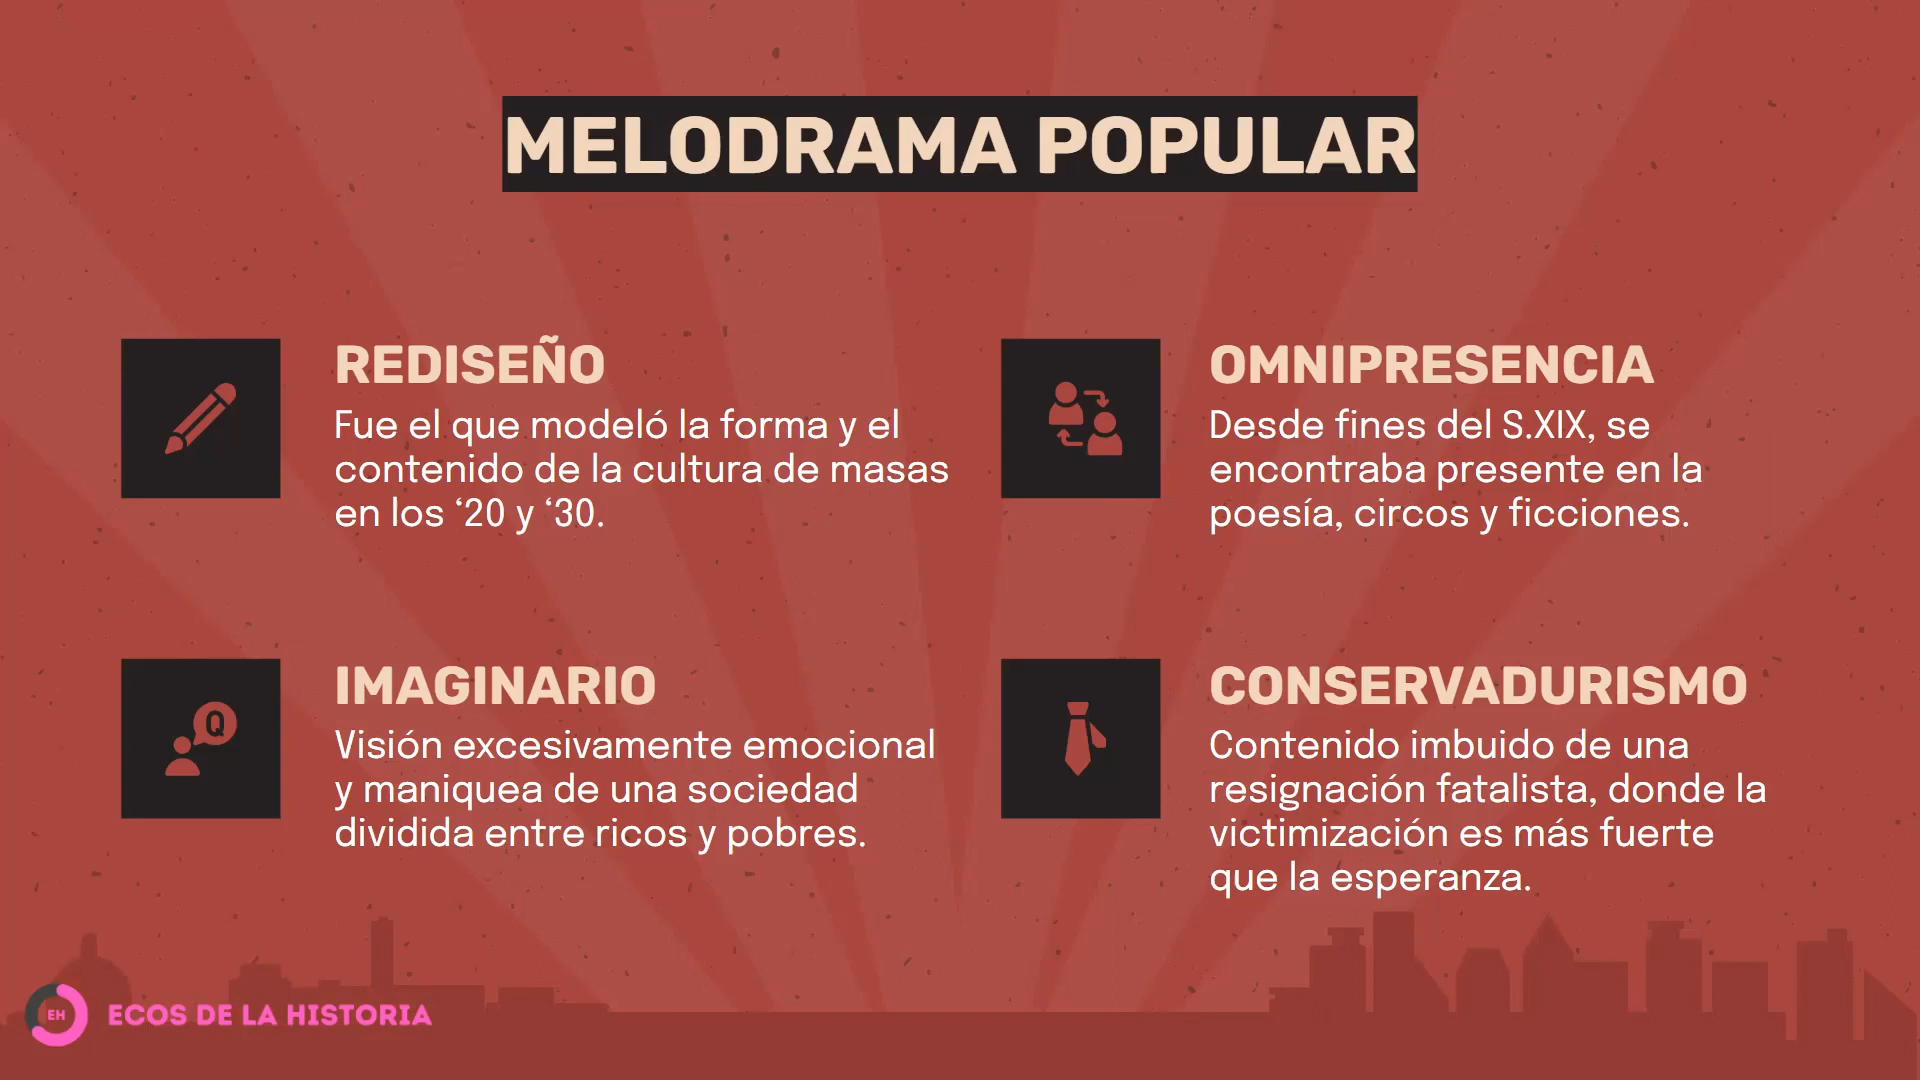 MELODRAMA POPULAR
REDISEÑO
Fue el que modeló la forma y el
contenido de la cultura de masas
en los ‘20 y ‘30.
OMNIPRESENCIA
Desde fines del S.XIX, se
encontraba presente en la
poesía, circos y ficciones.
Q
IMAGINARIO
Visión excesivamente emocional
y maniquea de una sociedad
dividida entre ricos y pobres.
CONSERVADURISMO
Contenido imbuido de una
resignación fatalista, donde la
victimización es más fuerte
que la esperanza.
EH
ECOS DE LA HISTORIA